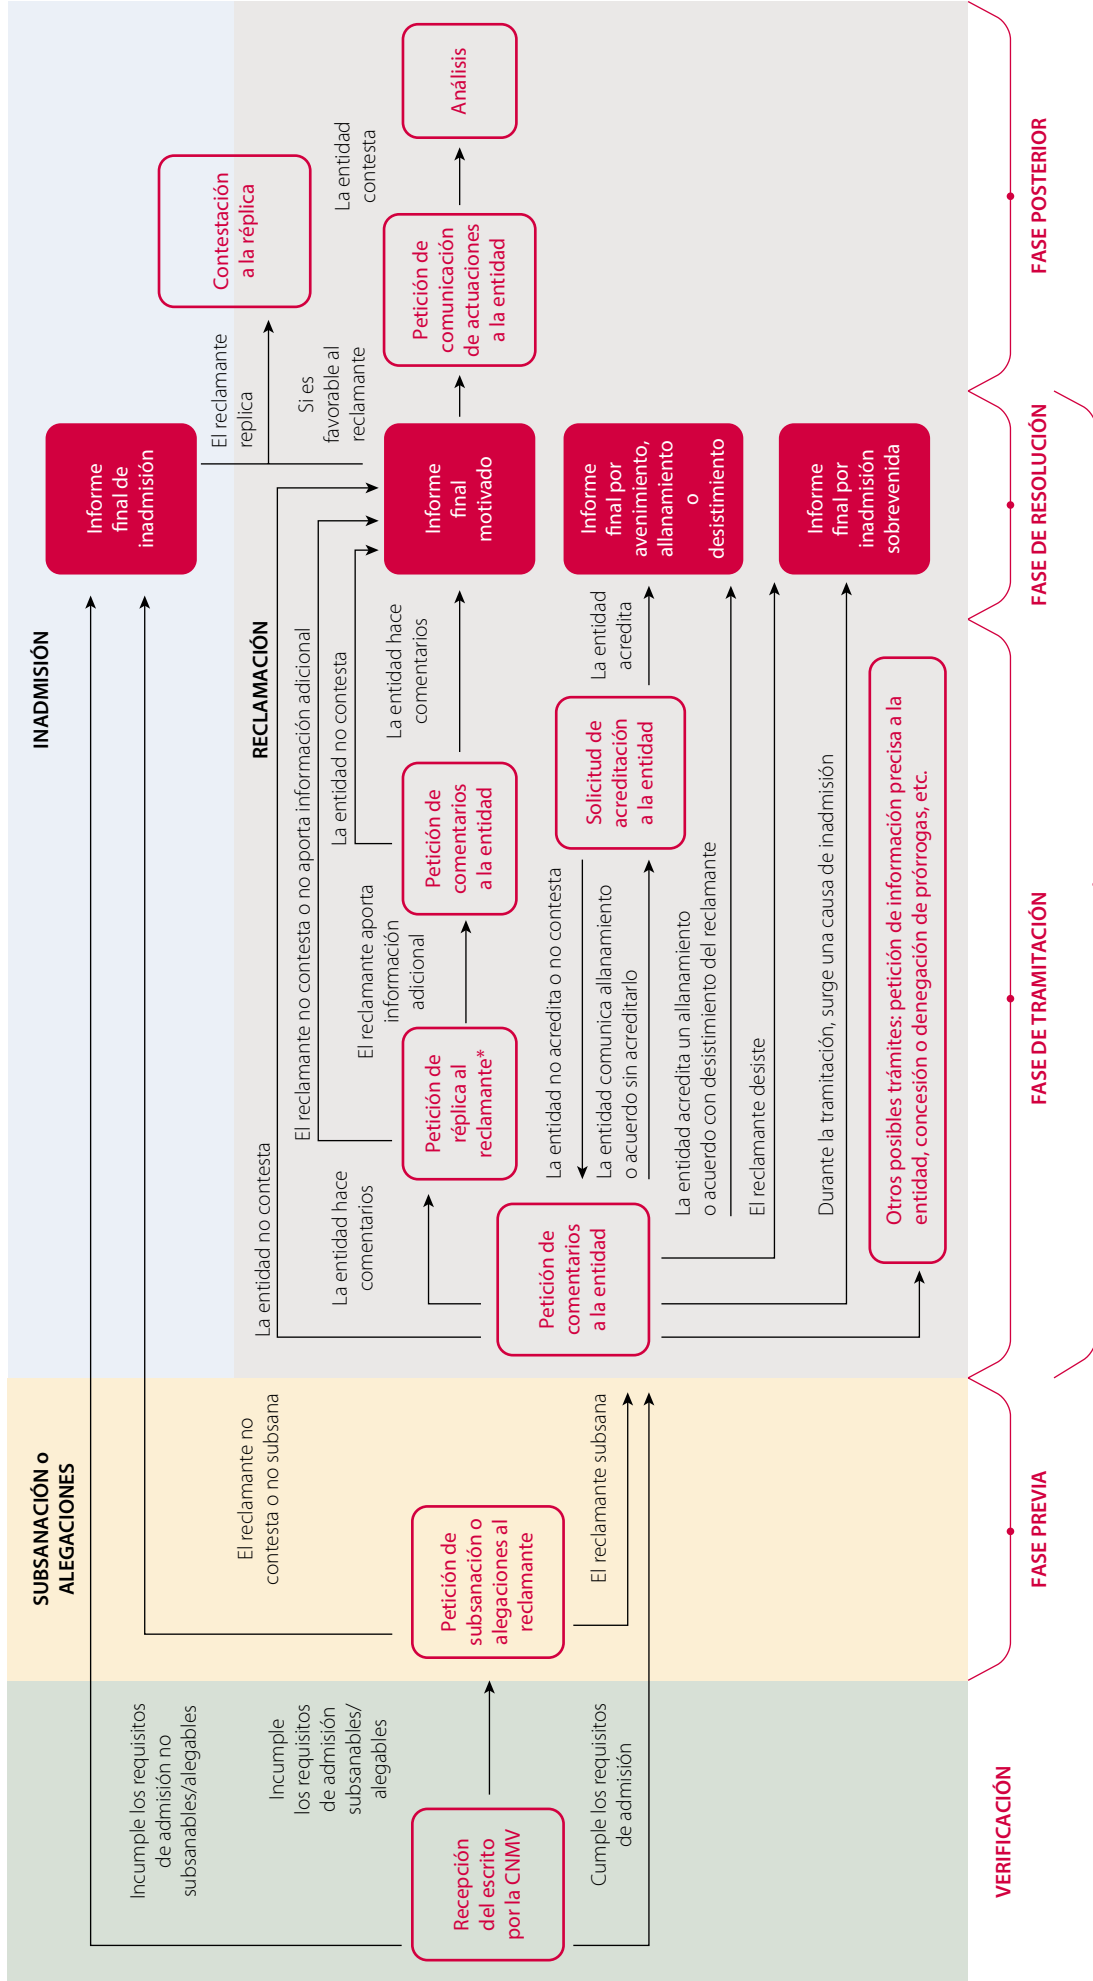 SUBSANACIÓN o
ALEGACIONES
INADMISIÓN
Incumple los requisitos
de admisión no
subsanables/alegables
Informe
final de
inadmisión
El reclamante no
contesta o no subsana
El reclamante
replica
Contestación
a la réplica
RECLAMACIÓN
La entidad no contesta
El reclamante no contesta o no aporta información adicional
La entidad no contesta
Si es
favorable al
reclamante
La entidad
contesta
Incumple
los requisitos
de admisión
subsanables/
alegables
La entidad hace
comentarios
El reclamante aporta
información
adicional
La entidad hace
comentarios
Recepción
del escrito
por la CNMV
Petición de
subsanación o
alegaciones al
reclamante
Petición de
réplica al
reclamante*
Petición de
comentarios
a la entidad
Informe
final
motivado
Petición de
comunicación
de actuaciones
a la entidad
Análisis
Petición de
comentarios
a la entidad
La entidad no acredita o no contesta
La entidad comunica allanamiento
o acuerdo sin acreditarlo
Solicitud de
acreditación
a la entidad
La entidad
acredita
Informe
final por
avenimiento,
allanamiento
o
desistimiento
Cumple los requisitos
de admisión
El reclamante subsana
La entidad acredita un allanamiento
o acuerdo con desistimiento del reclamante
El reclamante desiste
Durante la tramitación, surge una causa de inadmisión
Informe
final por
inadmisión
sobrevenida
Otros posibles trámites: petición de información precisa a la
entidad, concesión o denegación de prórrogas, etc.
VERIFICACIÓN
FASE PREVIA
FASE DE TRAMITACIÓN
FASE DE RESOLUCIÓN
FASE POSTERIOR